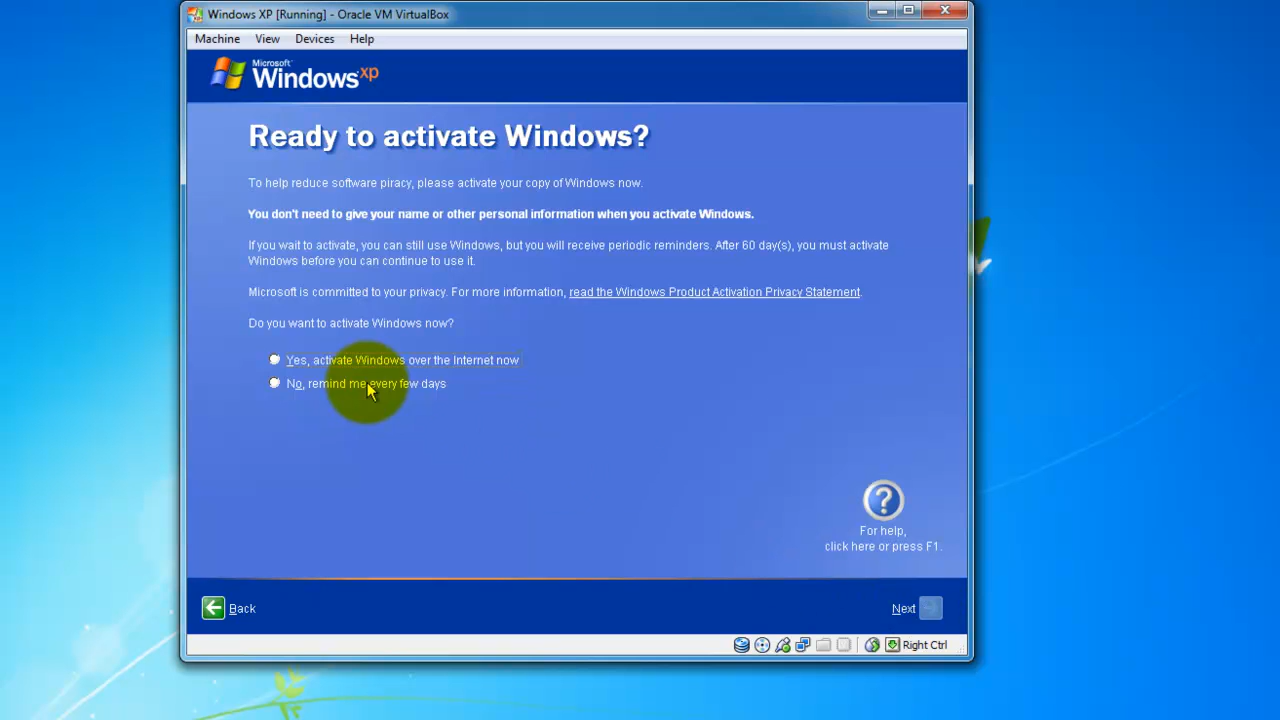 Windows XP [Running] - Oracle VM VirtualBox
Machine View Devices Help
Microsoft
Windows xp
Ready to activate Windows?
To help reduce software piracy, please activate your copy of Windows now.
You don't need to give your name or other personal information when you activate Windows.
If you wait to activate, you can still use Windows, but you will receive periodic reminders. After 60 day(s), you must activate
Windows before you can continue to use it.
Microsoft is committed to your privacy. For more information, read the Windows Product Activation Privacy Statement.
Do you want to activate Windows now?
Yes, activate Windows over the Internet now
No, remind me every few days
?
For help,
click here or press F1.
Back
Next
Right Ctrl